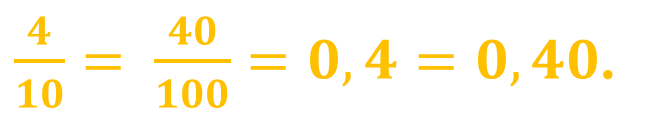 4/10 = 40/100 = 0,4 = 0,40.